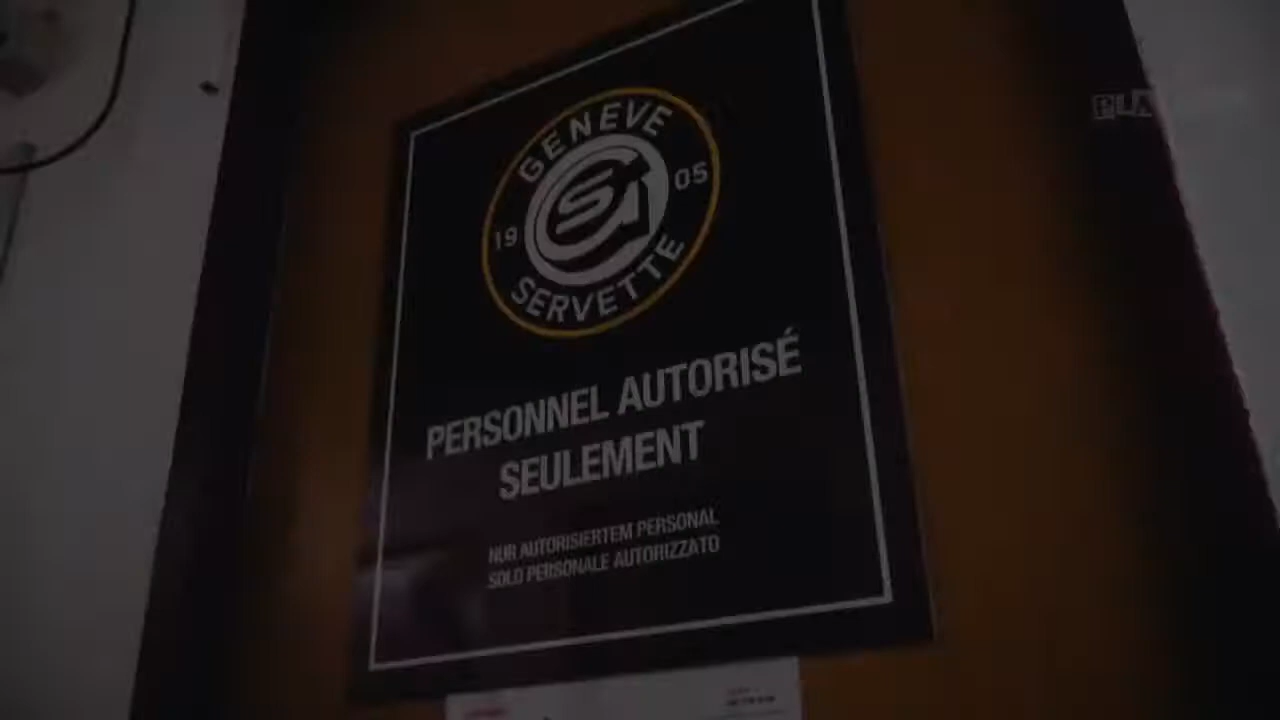 GENEVE
19 05
SERVETTE
PERSONNEL AUTORISÉ
SEULEMENT
NUR AUTORISIERTEM PERSONAL
SOLO PERSONALE AUTORIZZATO